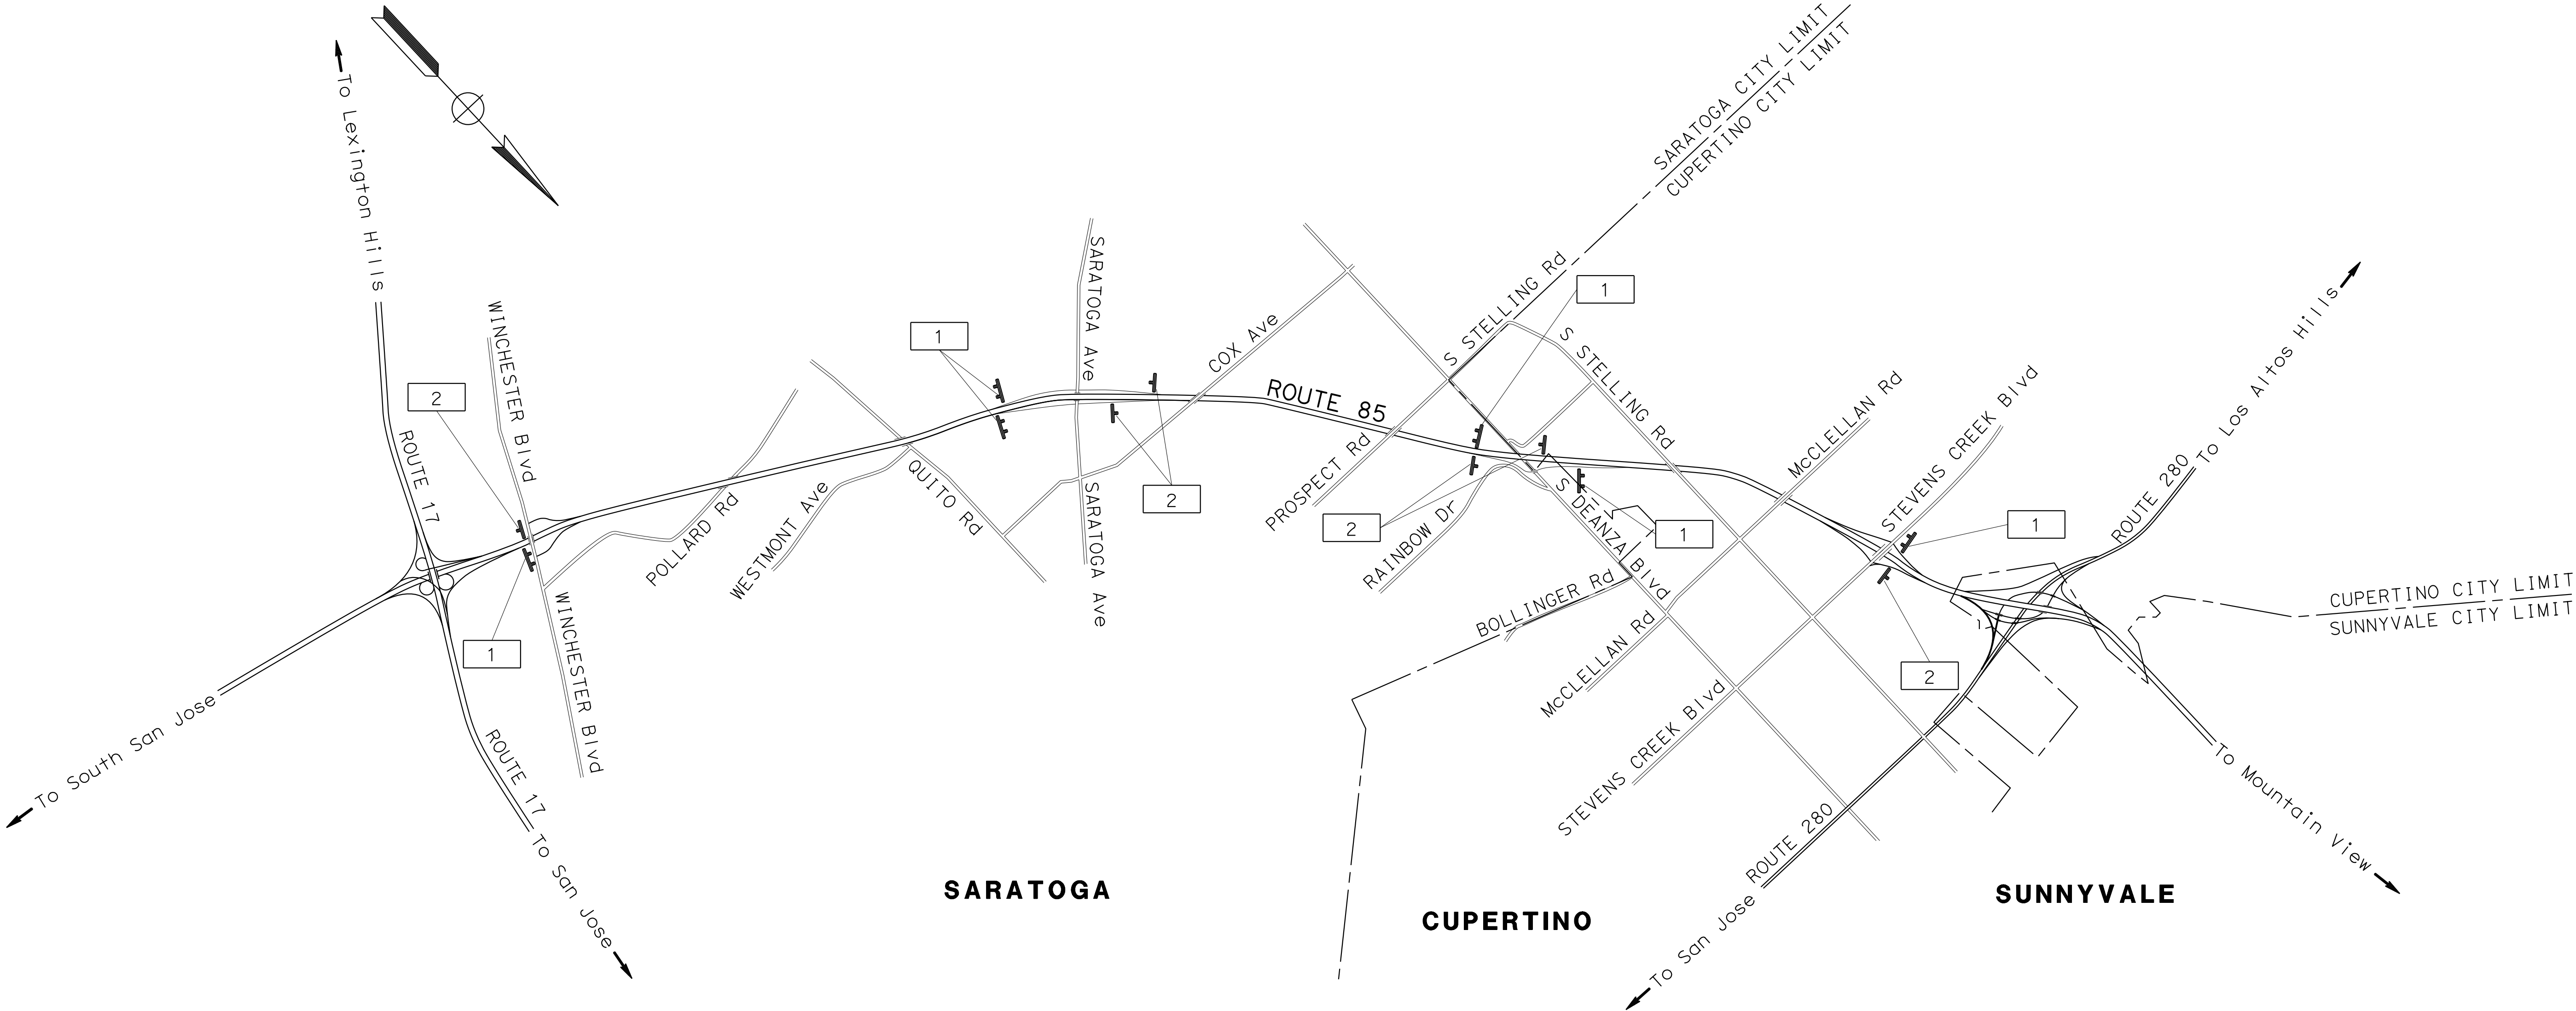 To Lexington Hills
ROUTE 17
2
WINCHESTER Blvd
1
WINCHESTER Blvd
To South San Jose
ROUTE 17
To San Jose
POLLARD Rd
WESTMONT Ave
QUITO Rd
1
SARATOGA Ave
SARATOGA Ave
2
COX Ave
ROUTE 85
PROSPECT Rd
S STELLING Rd
SARATOGA CITY LIMIT
CUPERTINO CITY LIMIT
1
S STELLING Rd
2
RAINBOW Dr
S DEANZA Blvd
1
BOLLINGER Rd
McCLELLAN Rd
McCLELLAN Rd
STEVENS CREEK Blvd
STEVENS CREEK Blvd
1
2
ROUTE 280
To Los Altos Hills
CUPERTINO CITY LIMIT
SUNNYVALE CITY LIMIT
To Mountain View
ROUTE 280
To San Jose
SARATOGA
CUPERTINO
SUNNYVALE